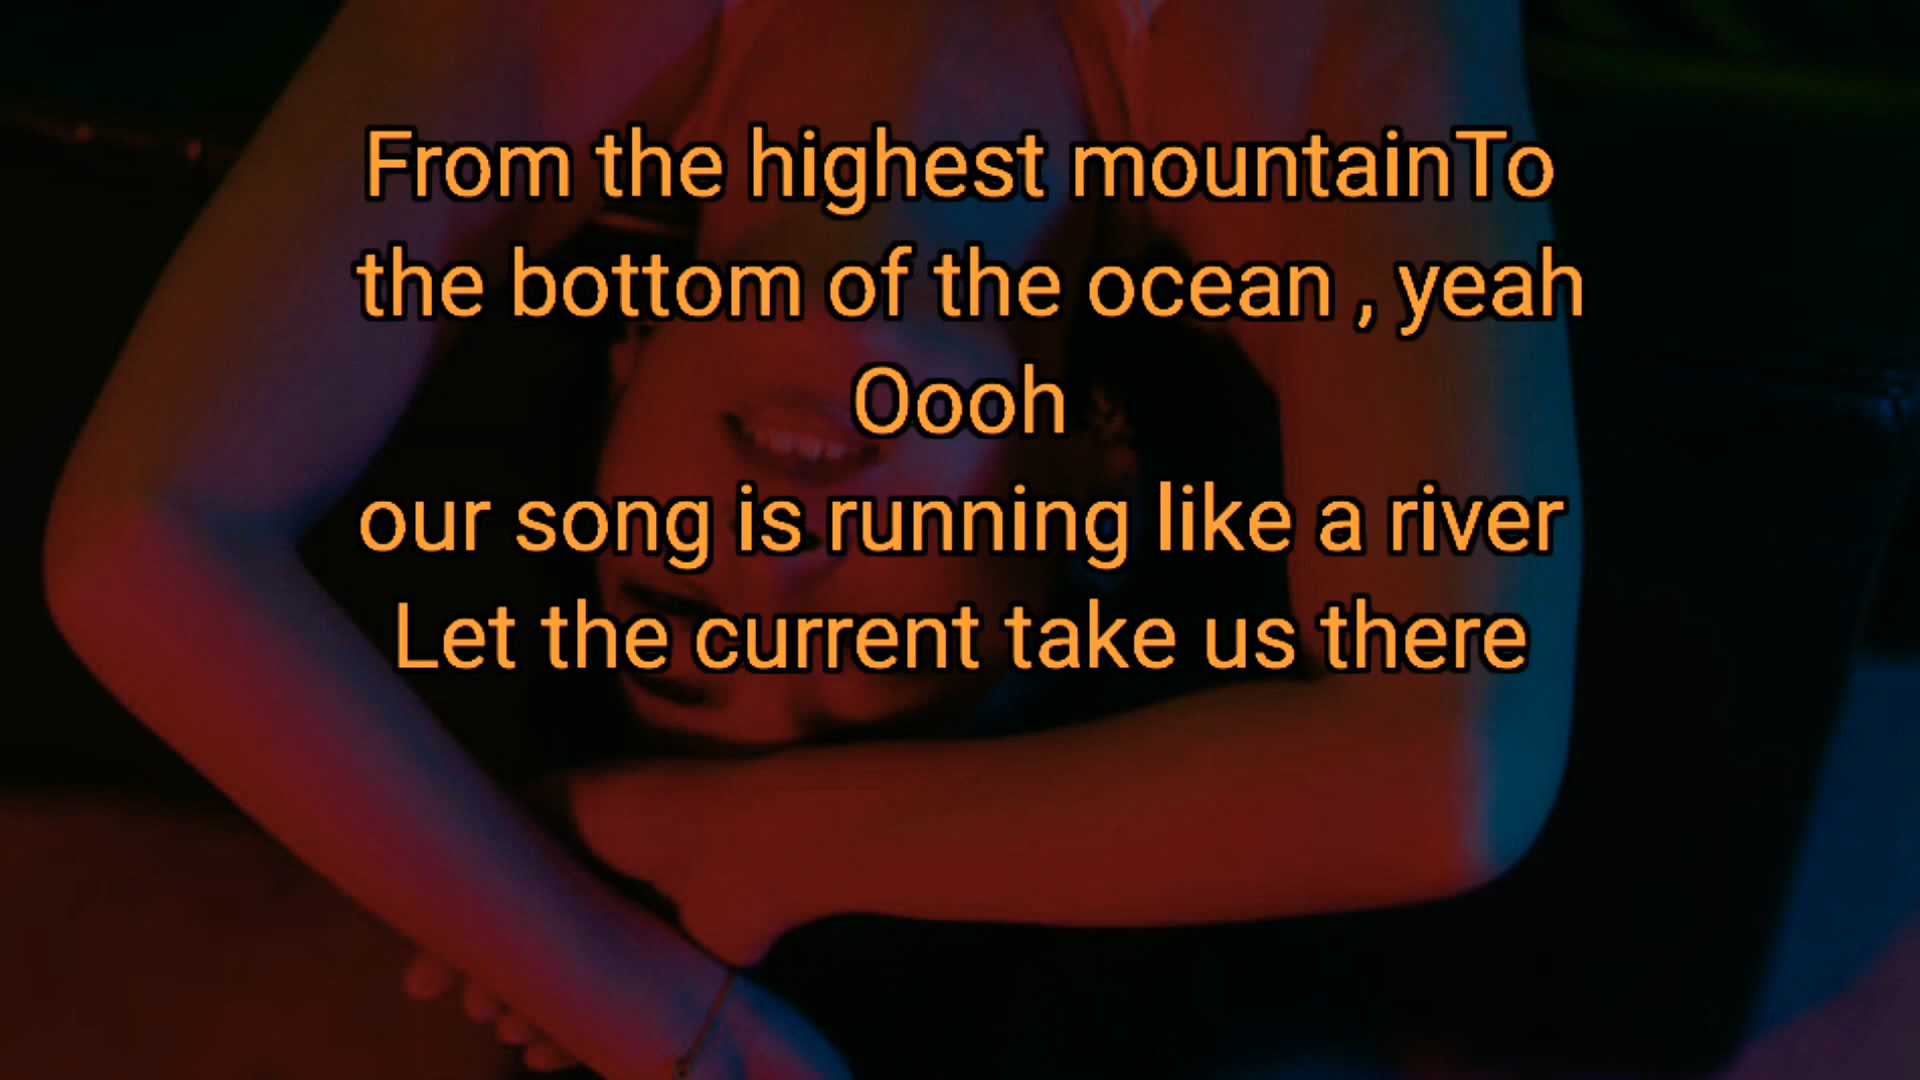 From the highest mountainTo
the bottom of the ocean , yeah
Oooh
our song is running like a river
Let the current take us there